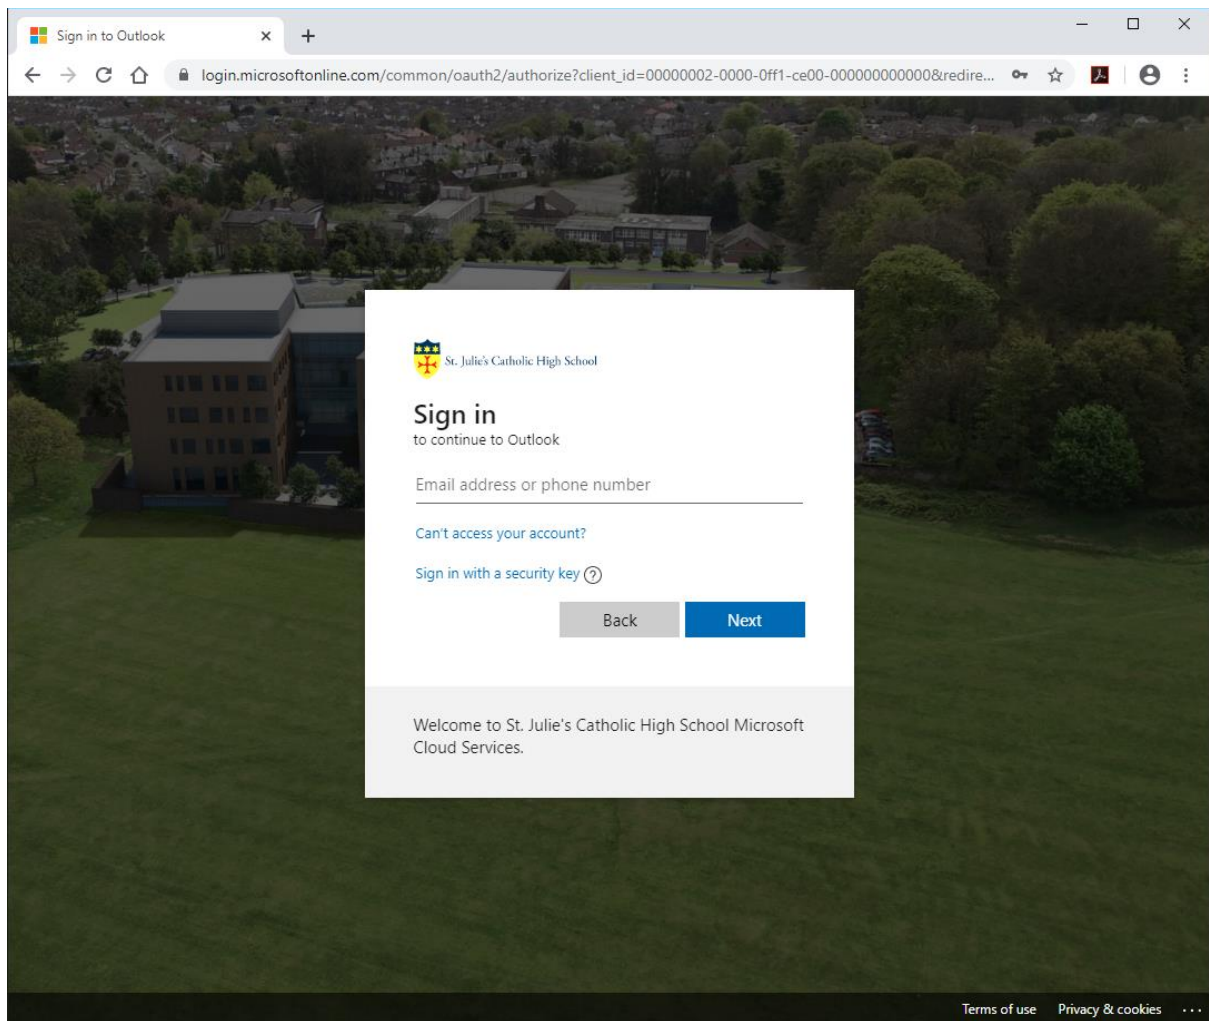 Sign in to Outlook
login.microsoftonline.com/common/oauth2/authorize?client_id=00000002-0000-0ff1-ce00-000000000000&redire...
St. Julie's Catholic High School
Sign in
to continue to Outlook
Email address or phone number
Can't access your account?
Sign in with a security key
Back Next
Welcome to St. Julie's Catholic High School Microsoft
Cloud Services.
Terms of use Privacy & cookies ...